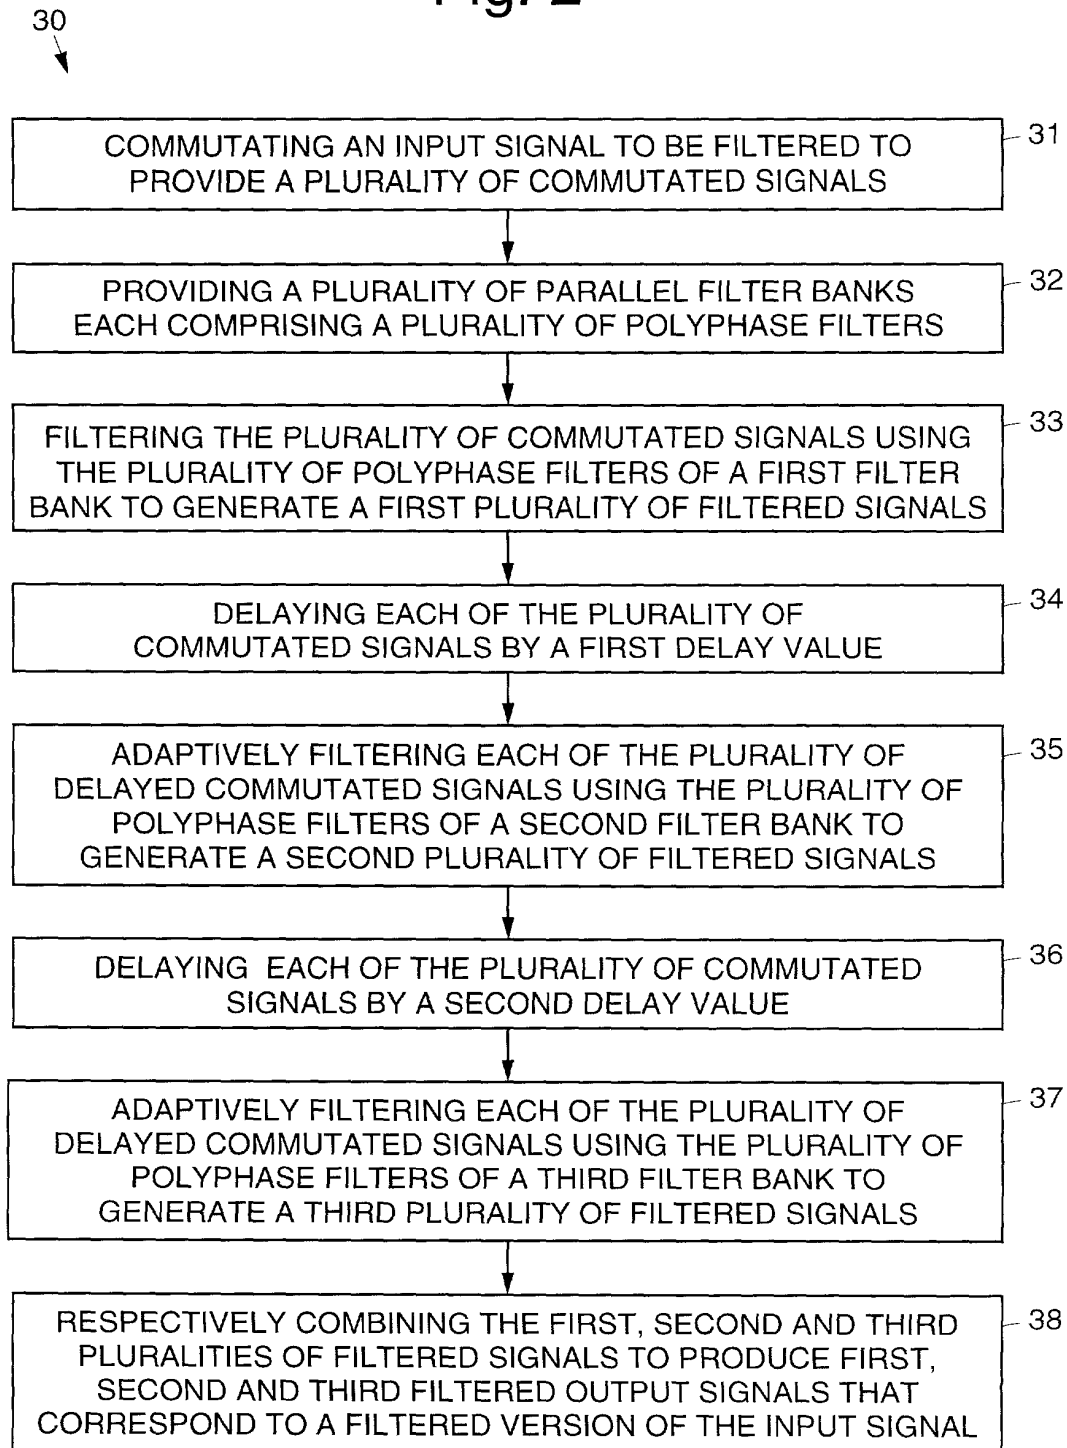 Fig. 2
30
COMMUTATING AN INPUT SIGNAL TO BE FILTERED TO
PROVIDE A PLURALITY OF COMMUTATED SIGNALS
31
PROVIDING A PLURALITY OF PARALLEL FILTER BANKS
EACH COMPRISING A PLURALITY OF POLYPHASE FILTERS
32
FILTERING THE PLURALITY OF COMMUTATED SIGNALS USING
THE PLURALITY OF POLYPHASE FILTERS OF A FIRST FILTER
BANK TO GENERATE A FIRST PLURALITY OF FILTERED SIGNALS
33
DELAYING EACH OF THE PLURALITY OF
COMMUTATED SIGNALS BY A FIRST DELAY VALUE
34
ADAPTIVELY FILTERING EACH OF THE PLURALITY OF
DELAYED COMMUTATED SIGNALS USING THE PLURALITY OF
POLYPHASE FILTERS OF A SECOND FILTER BANK TO
GENERATE A SECOND PLURALITY OF FILTERED SIGNALS
35
DELAYING EACH OF THE PLURALITY OF COMMUTATED
SIGNALS BY A SECOND DELAY VALUE
36
ADAPTIVELY FILTERING EACH OF THE PLURALITY OF
DELAYED COMMUTATED SIGNALS USING THE PLURALITY OF
POLYPHASE FILTERS OF A THIRD FILTER BANK TO
GENERATE A THIRD PLURALITY OF FILTERED SIGNALS
37
RESPECTIVELY COMBINING THE FIRST, SECOND AND THIRD
PLURALITIES OF FILTERED SIGNALS TO PRODUCE FIRST,
SECOND AND THIRD FILTERED OUTPUT SIGNALS THAT
CORRESPOND TO A FILTERED VERSION OF THE INPUT SIGNAL
38